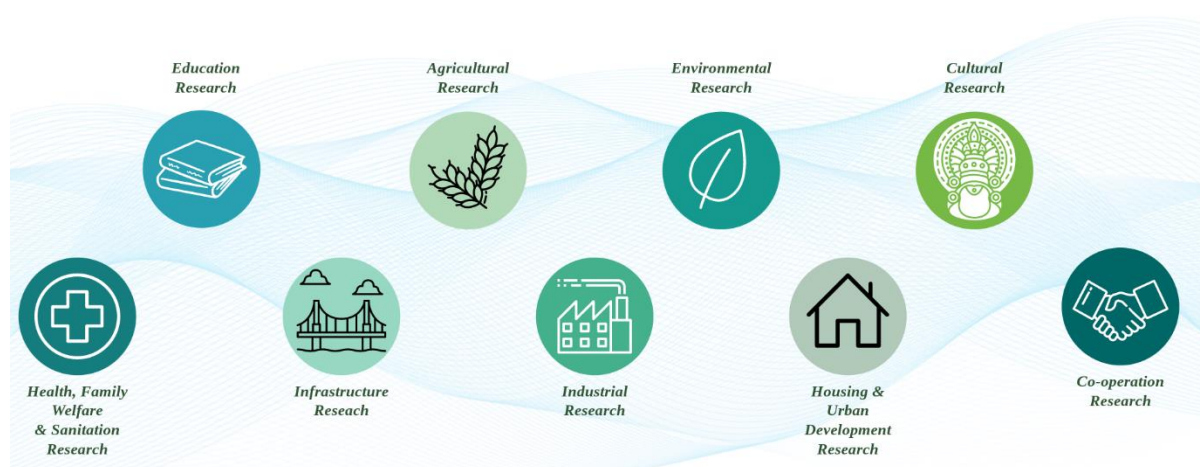 Education
Research
Agricultural
Research
Environmental
Research
Cultural
Research
Health, Family
Welfare
& Sanitation
Research
Infrastructure
Reseach
Industrial
Research
Housing &
Urban
Development
Research
Co-operation
Research